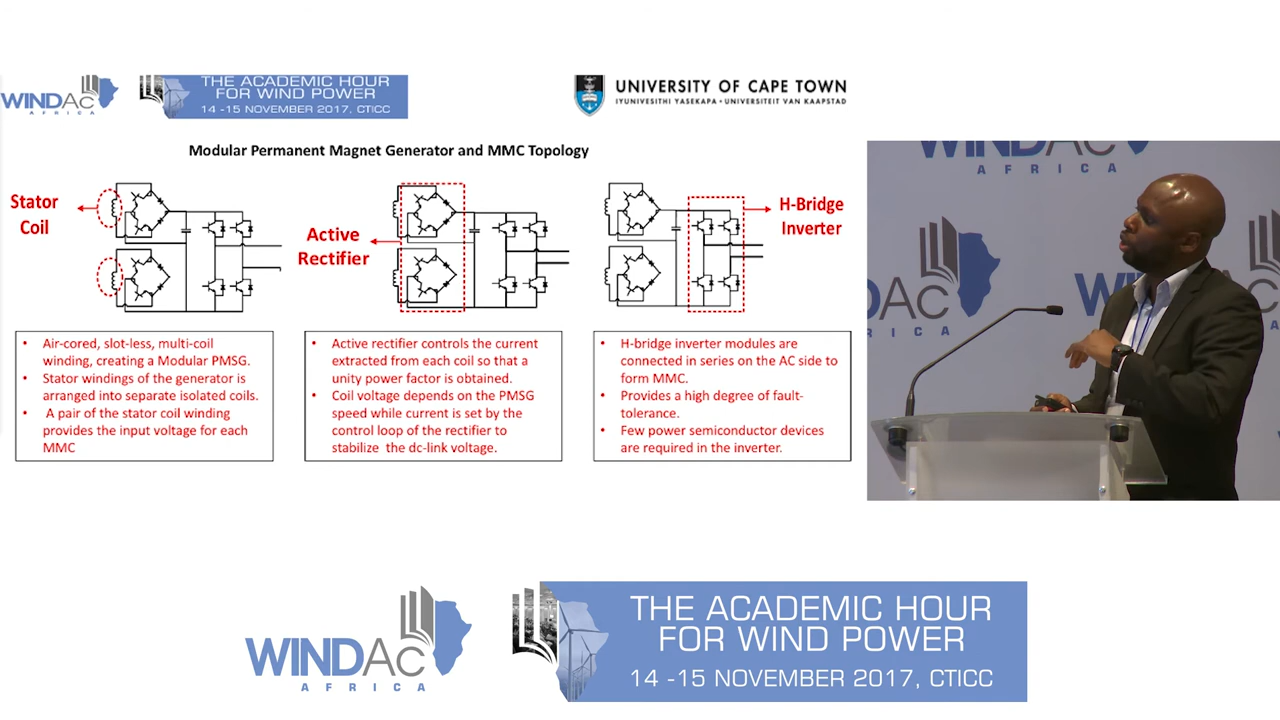 WINDAC
AFRICA
THE ACADEMIC HOUR
FOR WIND POWER
14 -15 NOVEMBER 2017, CTICC
UNIVERSITY OF CAPE TOWN
IYUNIVESITHI YASEKAPA • UNIVERSITEIT VAN KAAPSTAD
Modular Permanent Magnet Generator and MMC Topology
Stator
Coil
Active
Rectifier
H-Bridge
Inverter
• Air-cored, slot-less, multi-coil
winding, creating a Modular PMSG.
• Stator windings of the generator is
arranged into separate isolated coils.
• A pair of the stator coil winding
provides the input voltage for each
MMC
• Active rectifier controls the current
extracted from each coil so that a
unity power factor is obtained.
• Coil voltage depends on the PMSG
speed while current is set by the
control loop of the rectifier to
stabilize the dc-link voltage.
• H-bridge inverter modules are
connected in series on the AC side to
form MMC.
• Provides a high degree of fault-
tolerance.
• Few power semiconductor devices
are required in the inverter.
WINDAC
AFRICA
DAC
RICA
WINDAC
AFRICA
THE ACADEMIC HOUR
FOR WIND POWER
14 -15 NOVEMBER 2017, CTICC